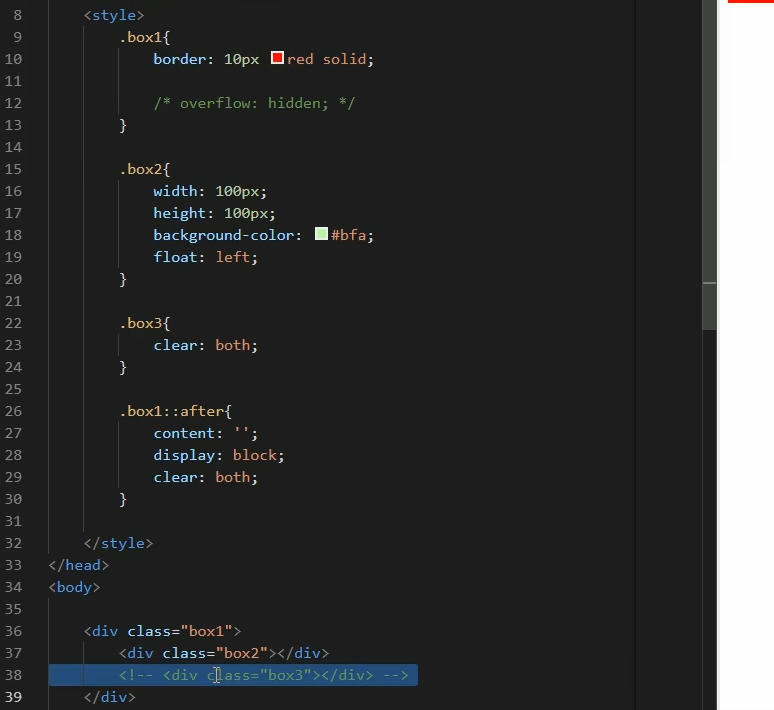 8 <style>
9 .box1{
10 border: 10px red solid;
11
12 /* overflow: hidden; */
13 }
14
15 .box2{
16 width: 100px;
17 height: 100px;
18 background-color: #bfa;
19 float: left;
20 }
21
22 .box3{
23 clear: both;
24 }
25
26 .box1::after{
27 content: '';
28 display: block;
29 clear: both;
30 }
31
32 </style>
33 </head>
34 <body>
35
36 <div class="box1">
37 <div class="box2"></div>
38 <!-- <div class="box3"></div> -->
39 </div>